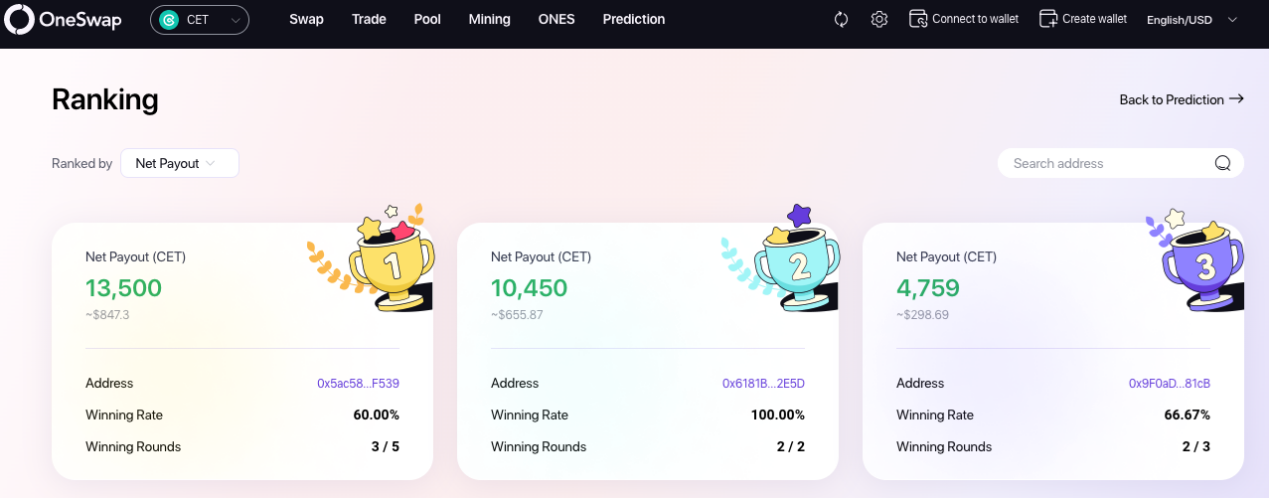 OneSwap CET Swap Trade Pool Mining ONES Prediction Connect to wallet Create wallet English/USD
Ranking
Back to Prediction →
Ranked by Net Payout Search address
Net Payout (CET)
13,500
~$847.3
1
Address 0x5ac58...F539
Winning Rate 60.00%
Winning Rounds 3 / 5
Net Payout (CET)
10,450
~$655.87
2
Address 0x6181B...2E5D
Winning Rate 100.00%
Winning Rounds 2 / 2
Net Payout (CET)
4,759
~$298.69
3
Address 0x9F0aD...81cB
Winning Rate 66.67%
Winning Rounds 2 / 3